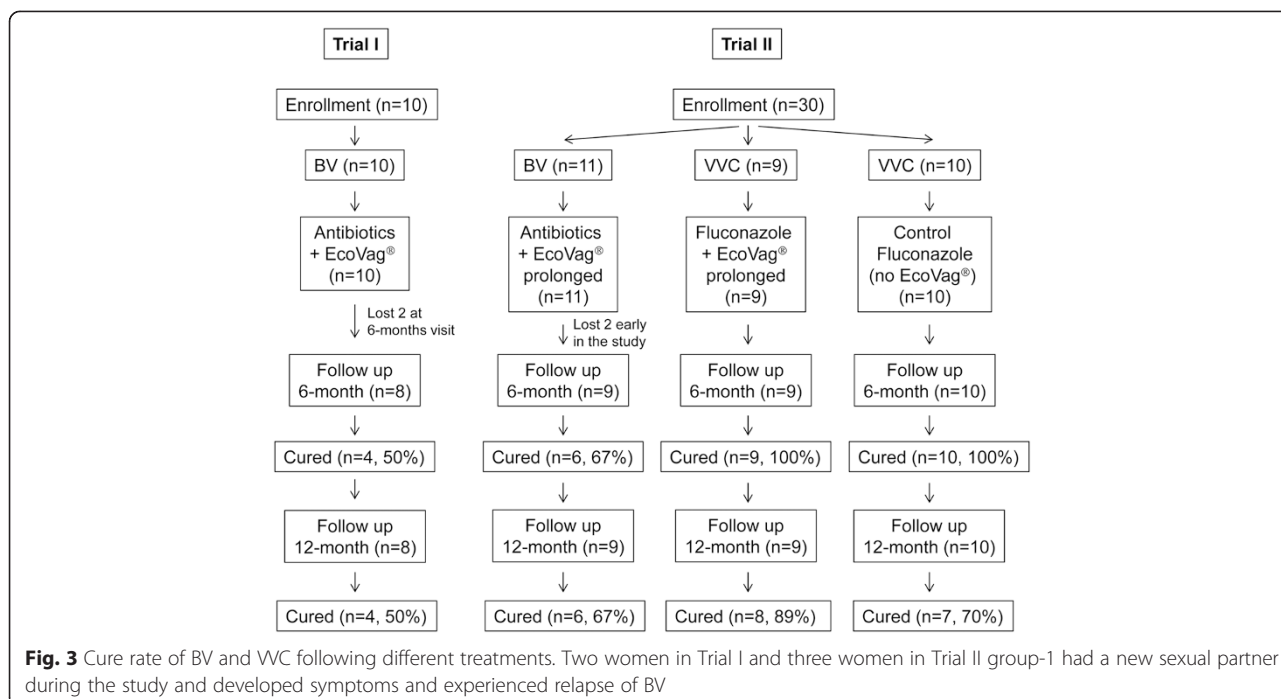 Trial I
Trial II
Enrollment (n=10)
Enrollment (n=30)
BV (n=10)
BV (n=11)
VVC (n=9)
VVC (n=10)
Antibiotics
+ EcoVag®
(n=10)
Antibiotics
+ EcoVag®
prolonged
(n=11)
Fluconazole
+ EcoVag®
prolonged
(n=9)
Control
Fluconazole
(no EcoVag®)
(n=10)
Lost 2 at
6-months visit
Lost 2 early
in the study
Follow up
6-month (n=8)
Follow up
6-month (n=9)
Follow up
6-month (n=9)
Follow up
6-month (n=10)
Cured (n=4, 50%)
Cured (n=6, 67%)
Cured (n=9, 100%)
Cured (n=10, 100%)
Follow up
12-month (n=8)
Follow up
12-month (n=9)
Follow up
12-month (n=9)
Follow up
12-month (n=10)
Cured (n=4, 50%)
Cured (n=6, 67%)
Cured (n=8, 89%)
Cured (n=7, 70%)
Fig. 3 Cure rate of BV and VVC following different treatments. Two women in Trial I and three women in Trial II group-1 had a new sexual partner
during the study and developed symptoms and experienced relapse of BV